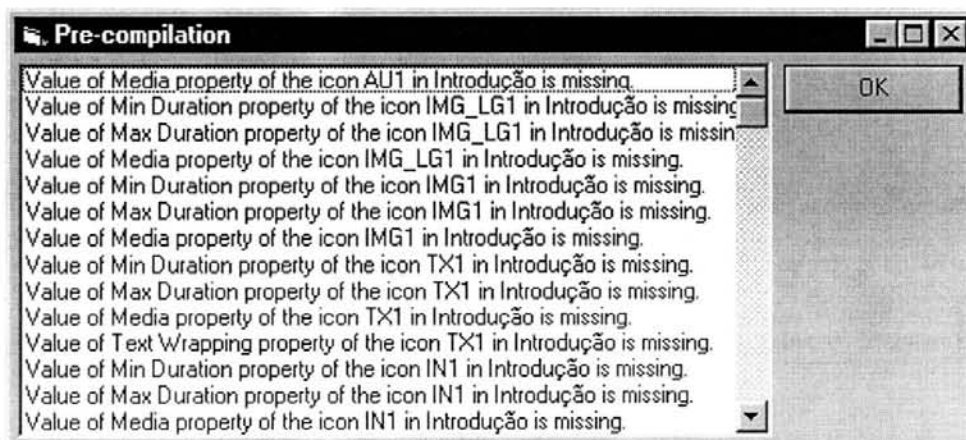 Pre-compilation
Value of Media property of the icon AU1 in Introdução is missing.
OK
Value of Min Duration property of the icon IMG_LG1 in Introdução is missing
Value of Max Duration property of the icon IMG_LG1 in Introdução is missin
Value of Media property of the icon IMG_LG1 in Introdução is missing.
Value of Min Duration property of the icon IMG1 in Introdução is missing.
Value of Max Duration property of the icon IMG1 in Introdução is missing.
Value of Media property of the icon IMG1 in Introdução is missing.
Value of Min Duration property of the icon TX1 in Introdução is missing.
Value of Max Duration property of the icon TX1 in Introdução is missing.
Value of Media property of the icon TX1 in Introdução is missing.
Value of Text Wrapping property of the icon TX1 in Introdução is missing.
Value of Min Duration property of the icon IN1 in Introdução is missing.
Value of Max Duration property of the icon IN1 in Introdução is missing.
Value of Media property of the icon IN1 in Introdução is missing.